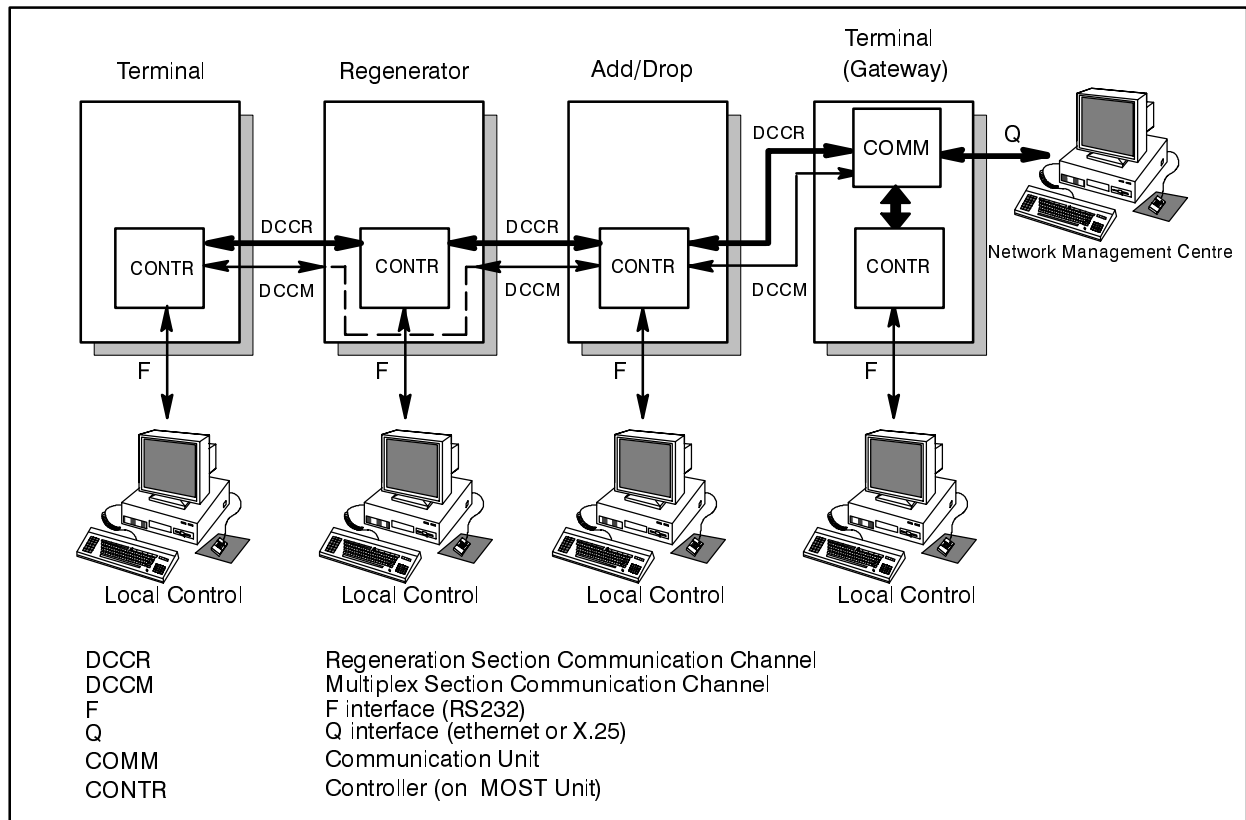 Terminal
Regenerator
Add/Drop
Terminal
(Gateway)
DCCR
COMM
Q
Network Management Centre
DCCR
DCCR
CONTR
CONTR
CONTR
CONTR
DCCM
DCCM
DCCM
F
F
F
F
Local Control
Local Control
Local Control
Local Control
DCCR Regeneration Section Communication Channel
DCCM Multiplex Section Communication Channel
F F interface (RS232)
Q Q interface (ethernet or X.25)
COMM Communication Unit
CONTR Controller (on MOST Unit)